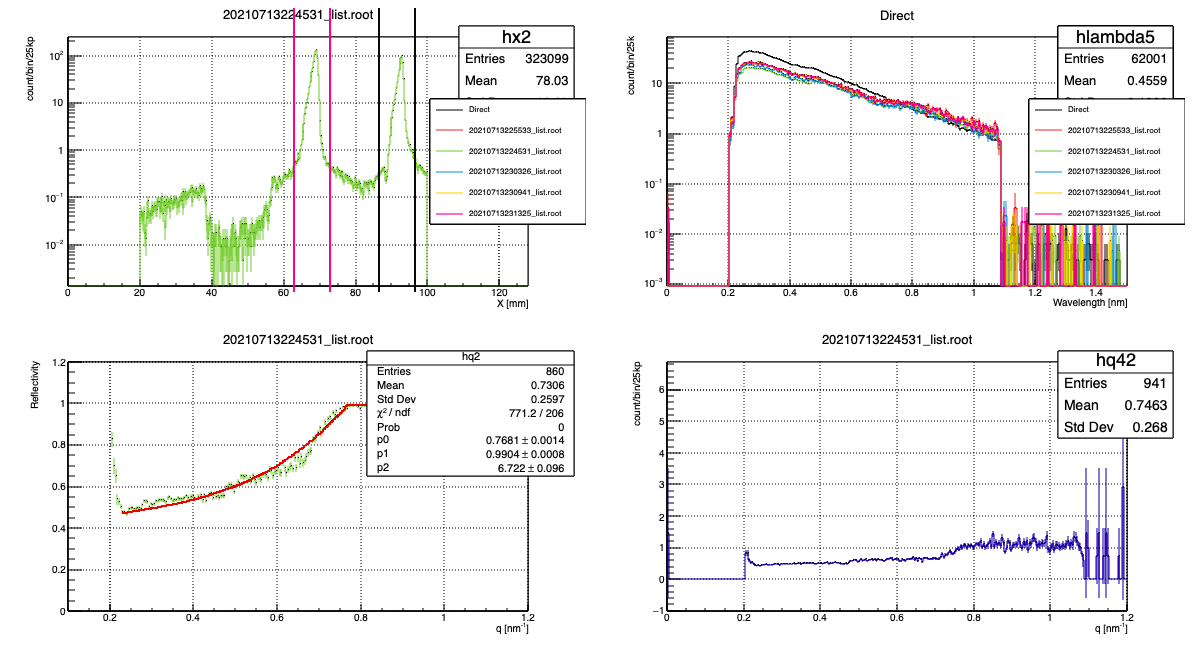 20210713224531_list.root
hx2
Entries 323099
Mean 78.03
count/bin/25kp
10²
10
1
10⁻¹
10⁻²
0 20 40 60 80 100 120
X [mm]
Direct
20210713225533_list.root
20210713224531_list.root
20210713230326_list.root
20210713230941_list.root
20210713231325_list.root
Direct
hlambda5
Entries 62001
Mean 0.4559
count/bin/25k
10
1
10⁻¹
10⁻²
10⁻³
0 0.2 0.4 0.6 0.8 1 1.2 1.4
Wavelength [nm]
Direct
20210713225533_list.root
20210713224531_list.root
20210713230326_list.root
20210713230941_list.root
20210713231325_list.root
20210713224531_list.root
hq2
Entries 860
Mean 0.7306
Std Dev 0.2597
χ² / ndf 771.2 / 206
Prob 0
p0 0.7681 ± 0.0014
p1 0.9904 ± 0.0008
p2 6.722 ± 0.096
Reflectivity
1.2
1
0.8
0.6
0.4
0.2
0
0.2 0.4 0.6 0.8 1 1.2
q [nm⁻¹]
20210713224531_list.root
hq42
Entries 941
Mean 0.7463
Std Dev 0.268
count/bin/25kp
6
5
4
3
2
1
0
−1
0 0.2 0.4 0.6 0.8 1 1.2
q [nm⁻¹]